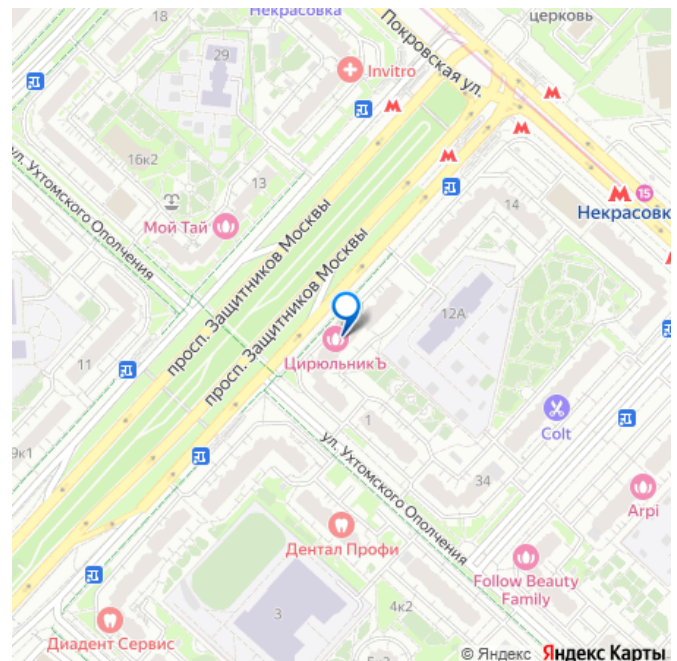 Некрасовка
церковь
18
29
Покровская ул.
Invitro
16к2
13
ул. Ухтомского Ополчения
Мой Тай
просп. Защитников Москвы
просп. Защитников Москвы
14
15
Некрасовк
12А
ЦирюльникЪ
11
1
Colt
ул. Ухтомского Ополчения
9к1
34
Arpi
Дентал Профи
Follow Beauty
Family
3
4к2
Диадент Сервис
© Яндекс Яндекс Карты